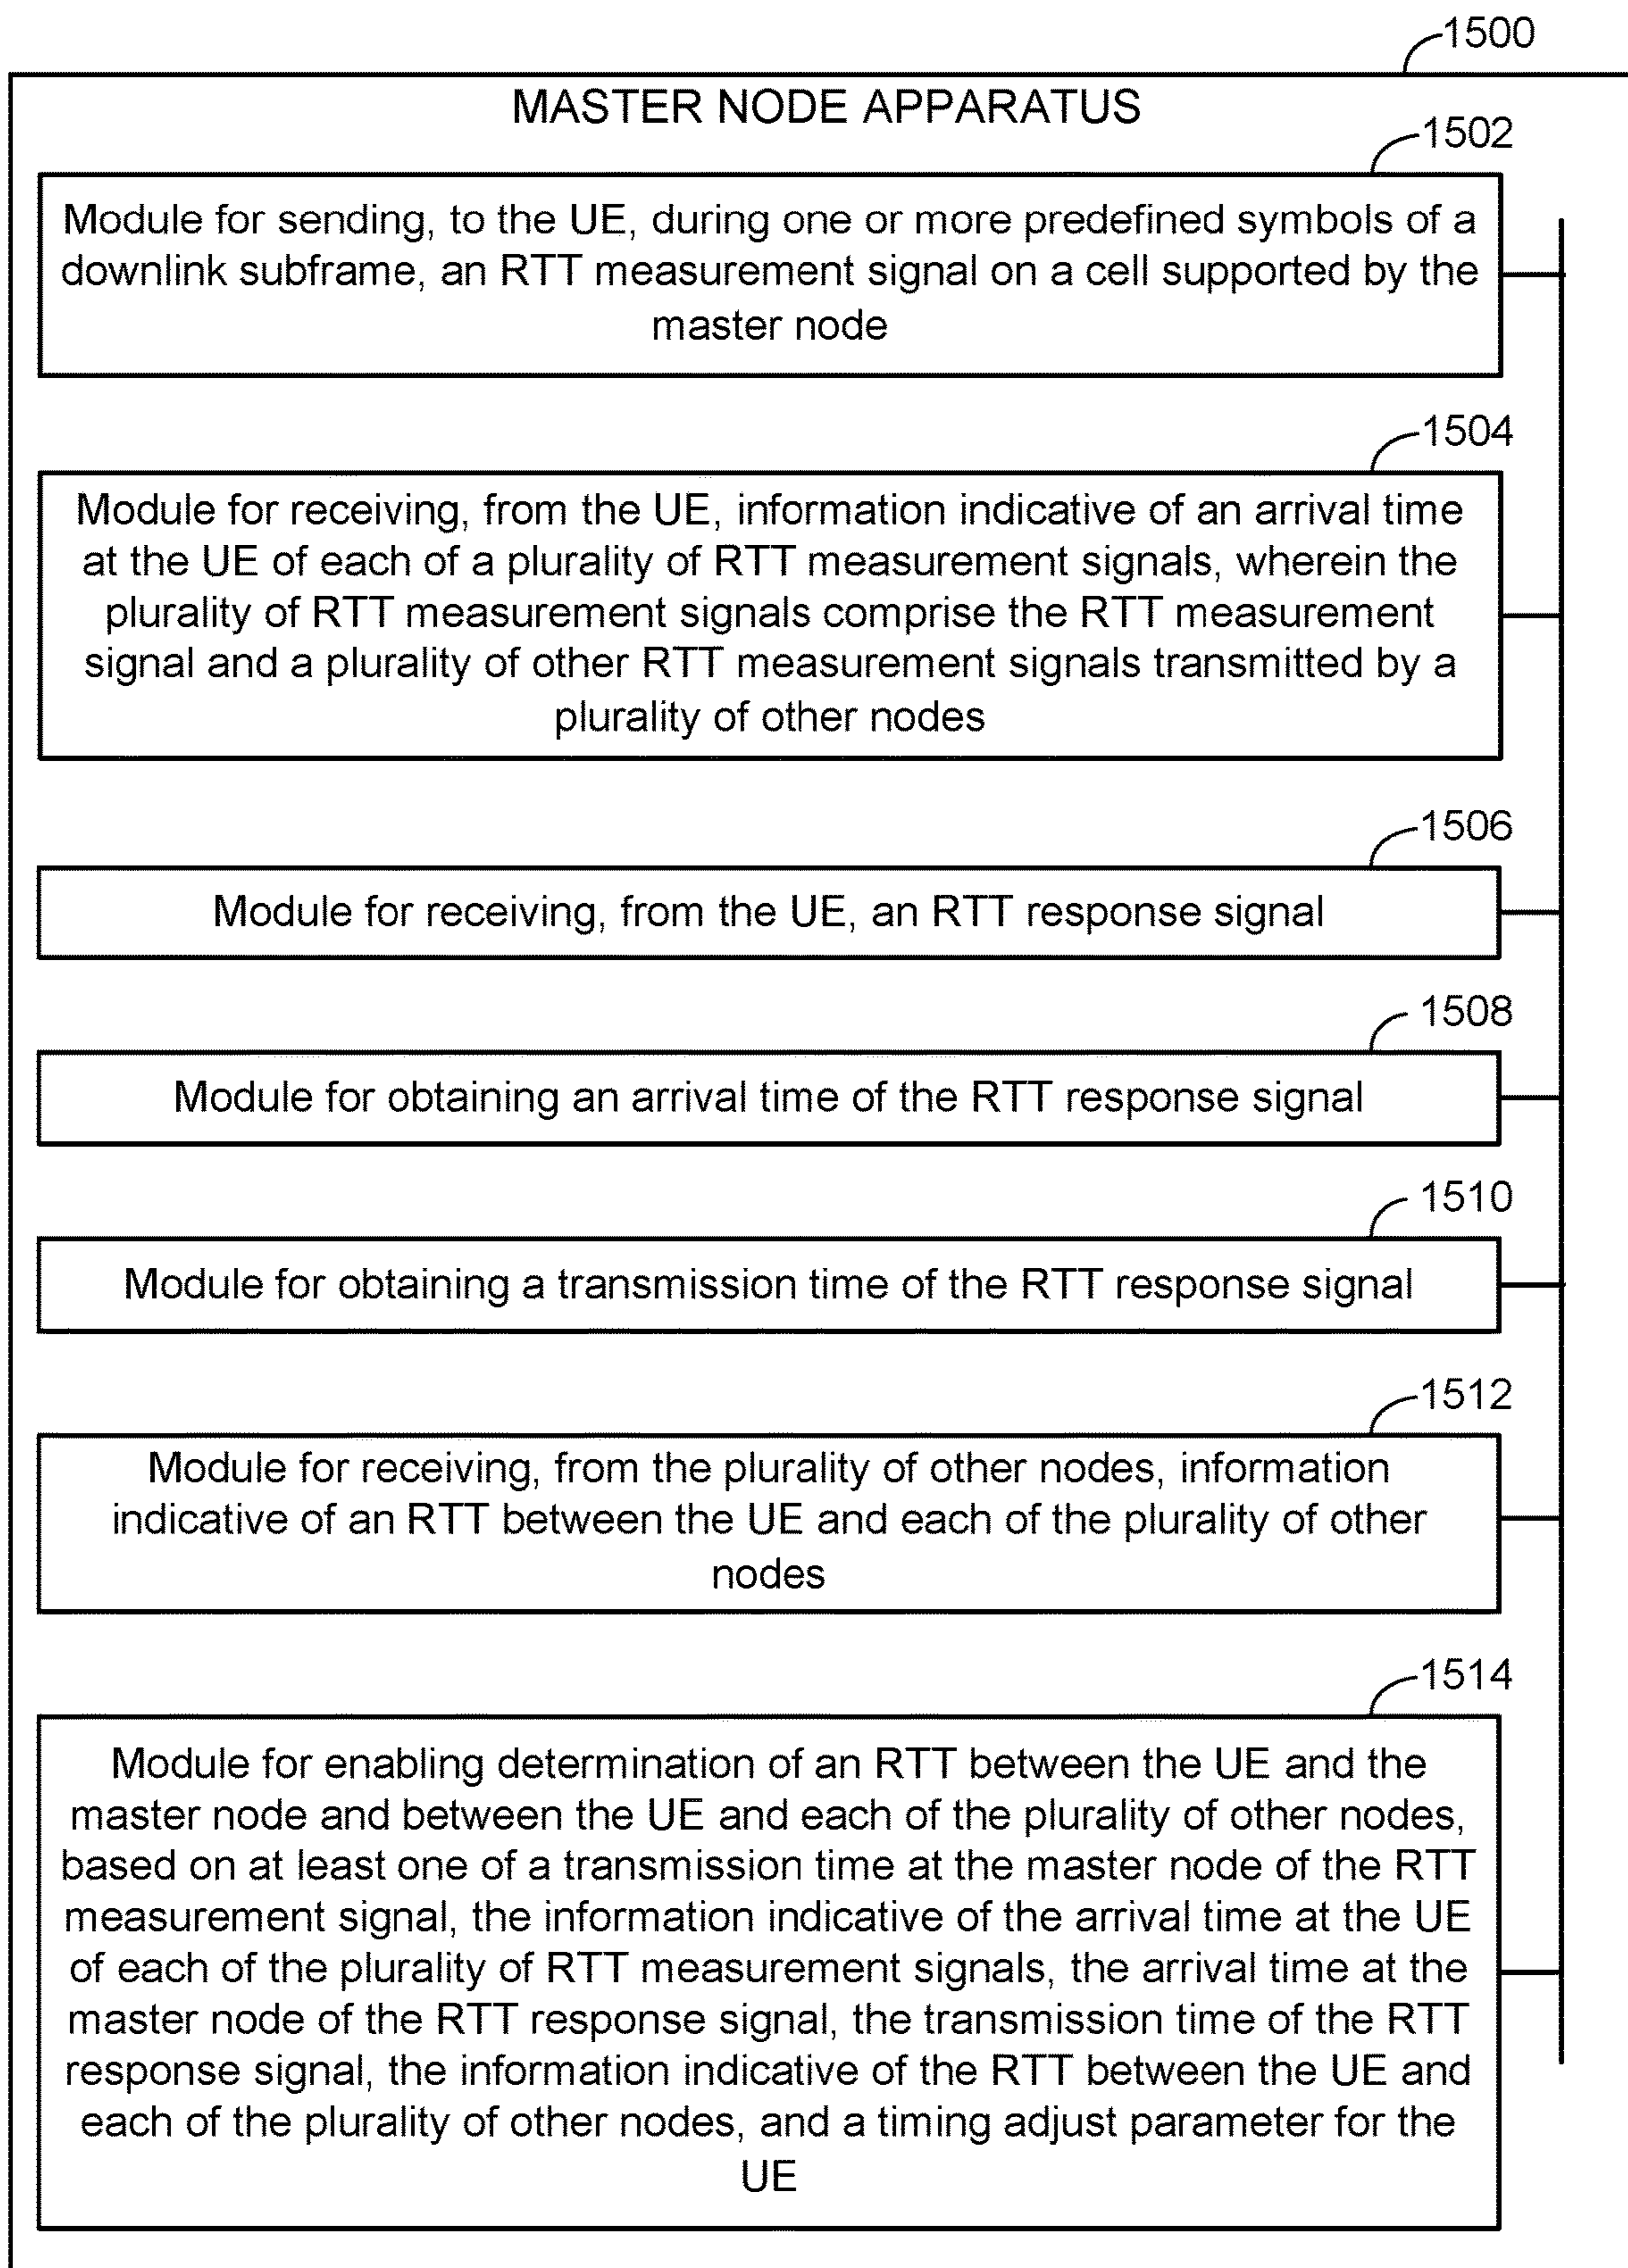 1500
MASTER NODE APPARATUS
1502
Module for sending, to the UE, during one or more predefined symbols of a
downlink subframe, an RTT measurement signal on a cell supported by the
master node
1504
Module for receiving, from the UE, information indicative of an arrival time
at the UE of each of a plurality of RTT measurement signals, wherein the
plurality of RTT measurement signals comprise the RTT measurement
signal and a plurality of other RTT measurement signals transmitted by a
plurality of other nodes
1506
Module for receiving, from the UE, an RTT response signal
1508
Module for obtaining an arrival time of the RTT response signal
1510
Module for obtaining a transmission time of the RTT response signal
1512
Module for receiving, from the plurality of other nodes, information
indicative of an RTT between the UE and each of the plurality of other
nodes
1514
Module for enabling determination of an RTT between the UE and the
master node and between the UE and each of the plurality of other nodes,
based on at least one of a transmission time at the master node of the RTT
measurement signal, the information indicative of the arrival time at the UE
of each of the plurality of RTT measurement signals, the arrival time at the
master node of the RTT response signal, the transmission time of the RTT
response signal, the information indicative of the RTT between the UE and
each of the plurality of other nodes, and a timing adjust parameter for the
UE